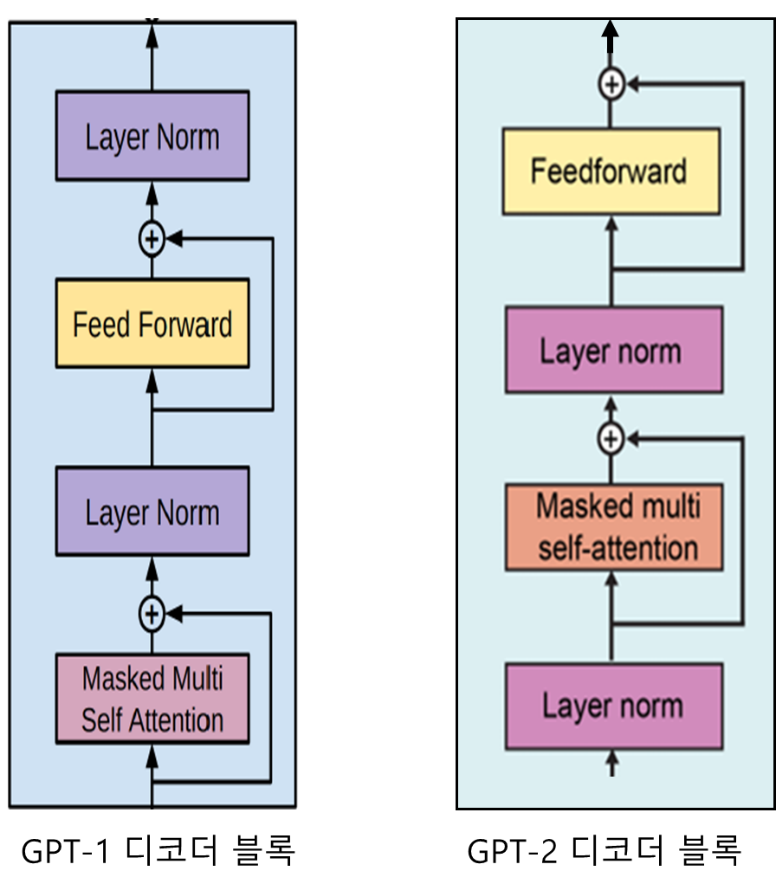 Layer Norm
Feed Forward
Layer Norm
Masked Multi
Self Attention
GPT-1 디코더 블록
Feedforward
Layer norm
Masked multi
self-attention
Layer norm
GPT-2 디코더 블록